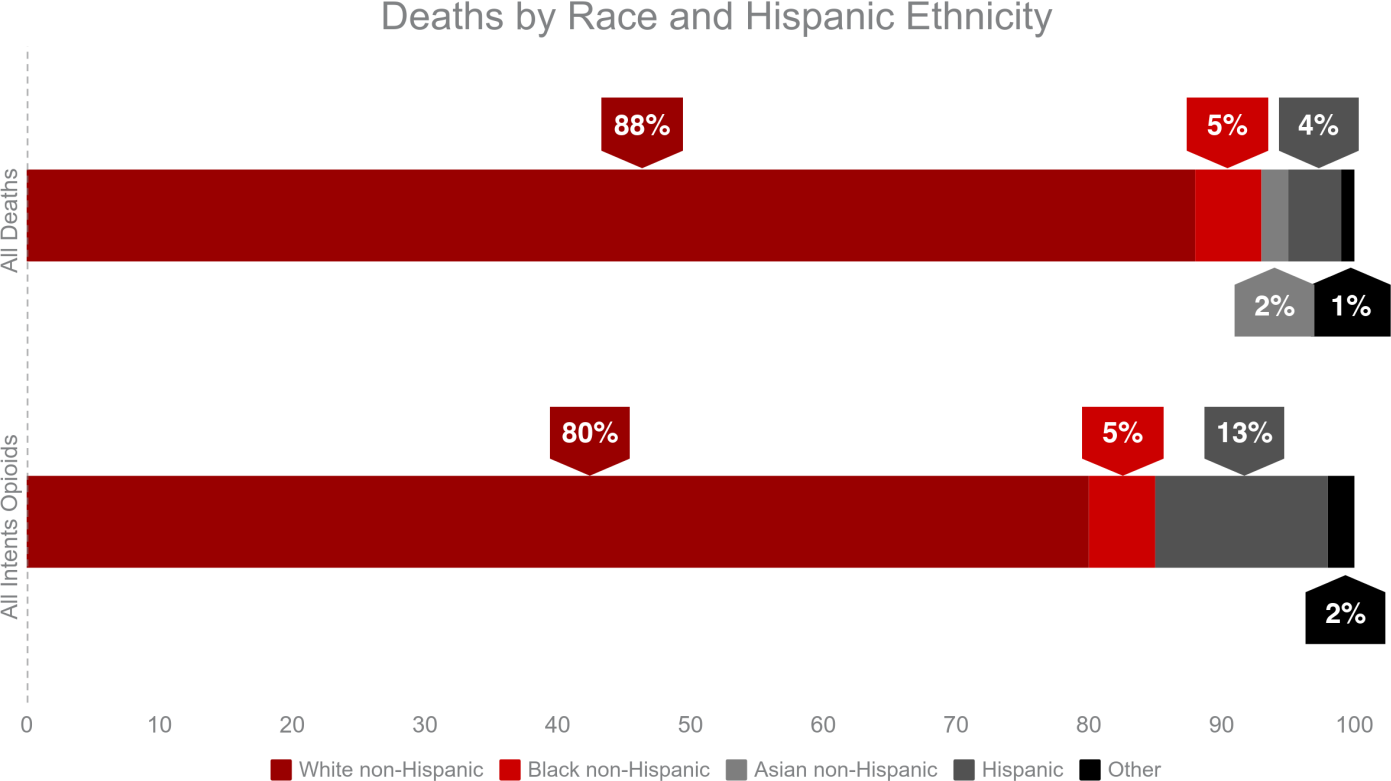 Deaths by Race and Hispanic Ethnicity
All Deaths
88%
5%
4%
2%
1%
All Intents Opioids
80%
5%
13%
2%
0 10 20 30 40 50 60 70 80 90 100
White non-Hispanic Black non-Hispanic Asian non-Hispanic Hispanic Other